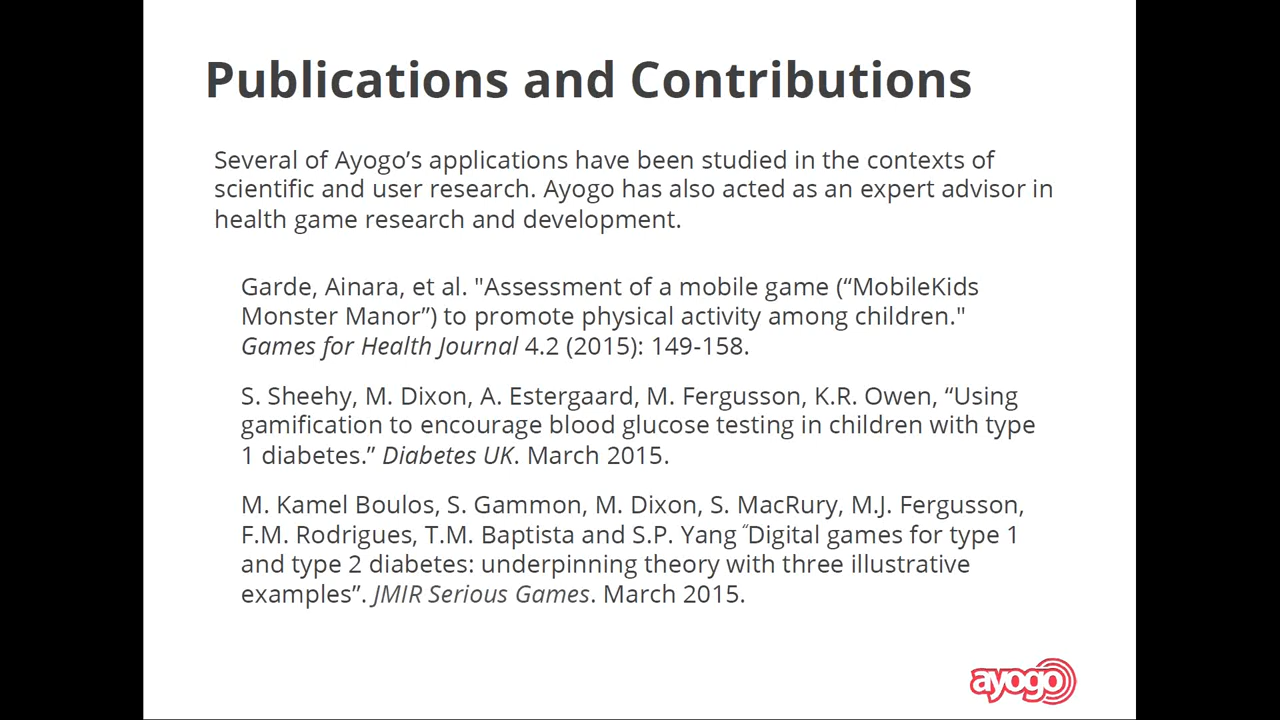 Publications and Contributions
Several of Ayogo’s applications have been studied in the contexts of
scientific and user research. Ayogo has also acted as an expert advisor in
health game research and development.
Garde, Ainara, et al. "Assessment of a mobile game (“MobileKids
Monster Manor”) to promote physical activity among children."
Games for Health Journal 4.2 (2015): 149-158.
S. Sheehy, M. Dixon, A. Estergaard, M. Fergusson, K.R. Owen, “Using
gamification to encourage blood glucose testing in children with type
1 diabetes.” Diabetes UK. March 2015.
M. Kamel Boulos, S. Gammon, M. Dixon, S. MacRury, M.J. Fergusson,
F.M. Rodrigues, T.M. Baptista and S.P. Yang “Digital games for type 1
and type 2 diabetes: underpinning theory with three illustrative
examples”. JMIR Serious Games. March 2015.
ayogo